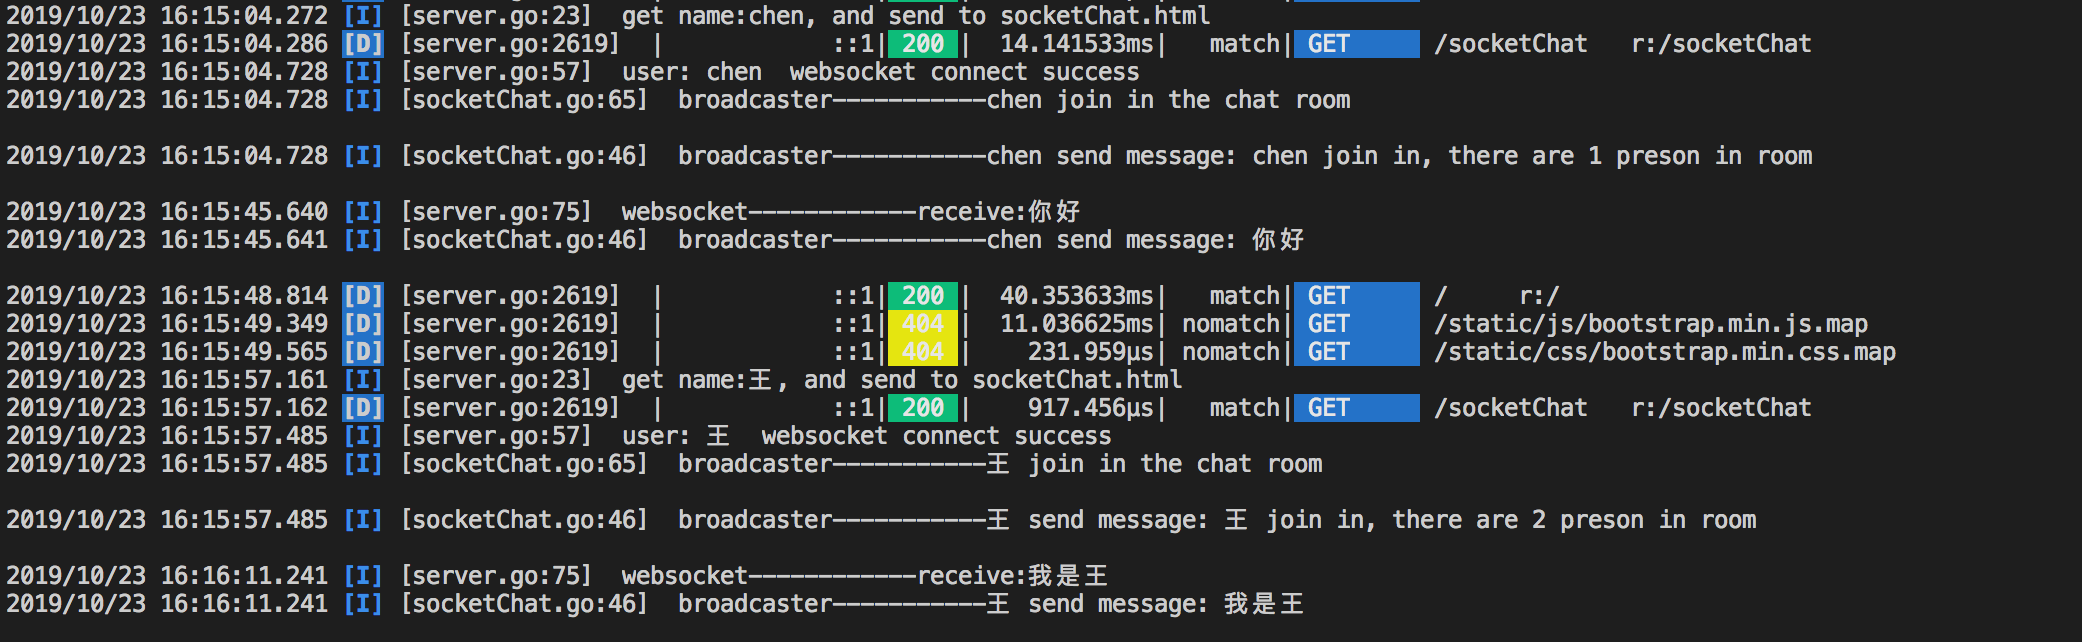 2019/10/23 16:15:04.272 [I] [server.go:23]  get name:chen, and send to socketChat.html
2019/10/23 16:15:04.286 [D] [server.go:2619]  |            ::1| 200 |  14.141533ms|   match| GET      /socketChat   r:/socketChat
2019/10/23 16:15:04.728 [I] [server.go:57]  user: chen  websocket connect success
2019/10/23 16:15:04.728 [I] [socketChat.go:65]  broadcaster-----------chen join in the chat room
2019/10/23 16:15:04.728 [I] [socketChat.go:46]  broadcaster-----------chen send message: chen join in, there are 1 preson in room
2019/10/23 16:15:45.640 [I] [server.go:75]  websocket------------receive:你好
2019/10/23 16:15:45.641 [I] [socketChat.go:46]  broadcaster-----------chen send message: 你好
2019/10/23 16:15:48.814 [D] [server.go:2619]  |            ::1| 200 |  40.353633ms|   match| GET      /     r:/
2019/10/23 16:15:49.349 [D] [server.go:2619]  |            ::1| 404 |  11.036625ms| nomatch| GET      /static/js/bootstrap.min.js.map
2019/10/23 16:15:49.565 [D] [server.go:2619]  |            ::1| 404 |    231.959µs| nomatch| GET      /static/css/bootstrap.min.css.map
2019/10/23 16:15:57.161 [I] [server.go:23]  get name:王, and send to socketChat.html
2019/10/23 16:15:57.162 [D] [server.go:2619]  |            ::1| 200 |    917.456µs|   match| GET      /socketChat   r:/socketChat
2019/10/23 16:15:57.485 [I] [server.go:57]  user: 王  websocket connect success
2019/10/23 16:15:57.485 [I] [socketChat.go:65]  broadcaster-----------王 join in the chat room
2019/10/23 16:15:57.485 [I] [socketChat.go:46]  broadcaster-----------王 send message: 王 join in, there are 2 preson in room
2019/10/23 16:16:11.241 [I] [server.go:75]  websocket------------receive:我是王
2019/10/23 16:16:11.241 [I] [socketChat.go:46]  broadcaster-----------王 send message: 我是王